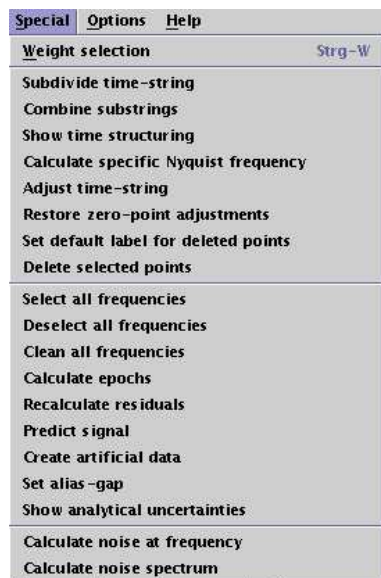 Special Options Help
Weight selection Strg-W
Subdivide time-string
Combine substrings
Show time structuring
Calculate specific Nyquist frequency
Adjust time-string
Restore zero-point adjustments
Set default label for deleted points
Delete selected points
Select all frequencies
Deselect all frequencies
Clean all frequencies
Calculate epochs
Recalculate residuals
Predict signal
Create artificial data
Set alias-gap
Show analytical uncertainties
Calculate noise at frequency
Calculate noise spectrum